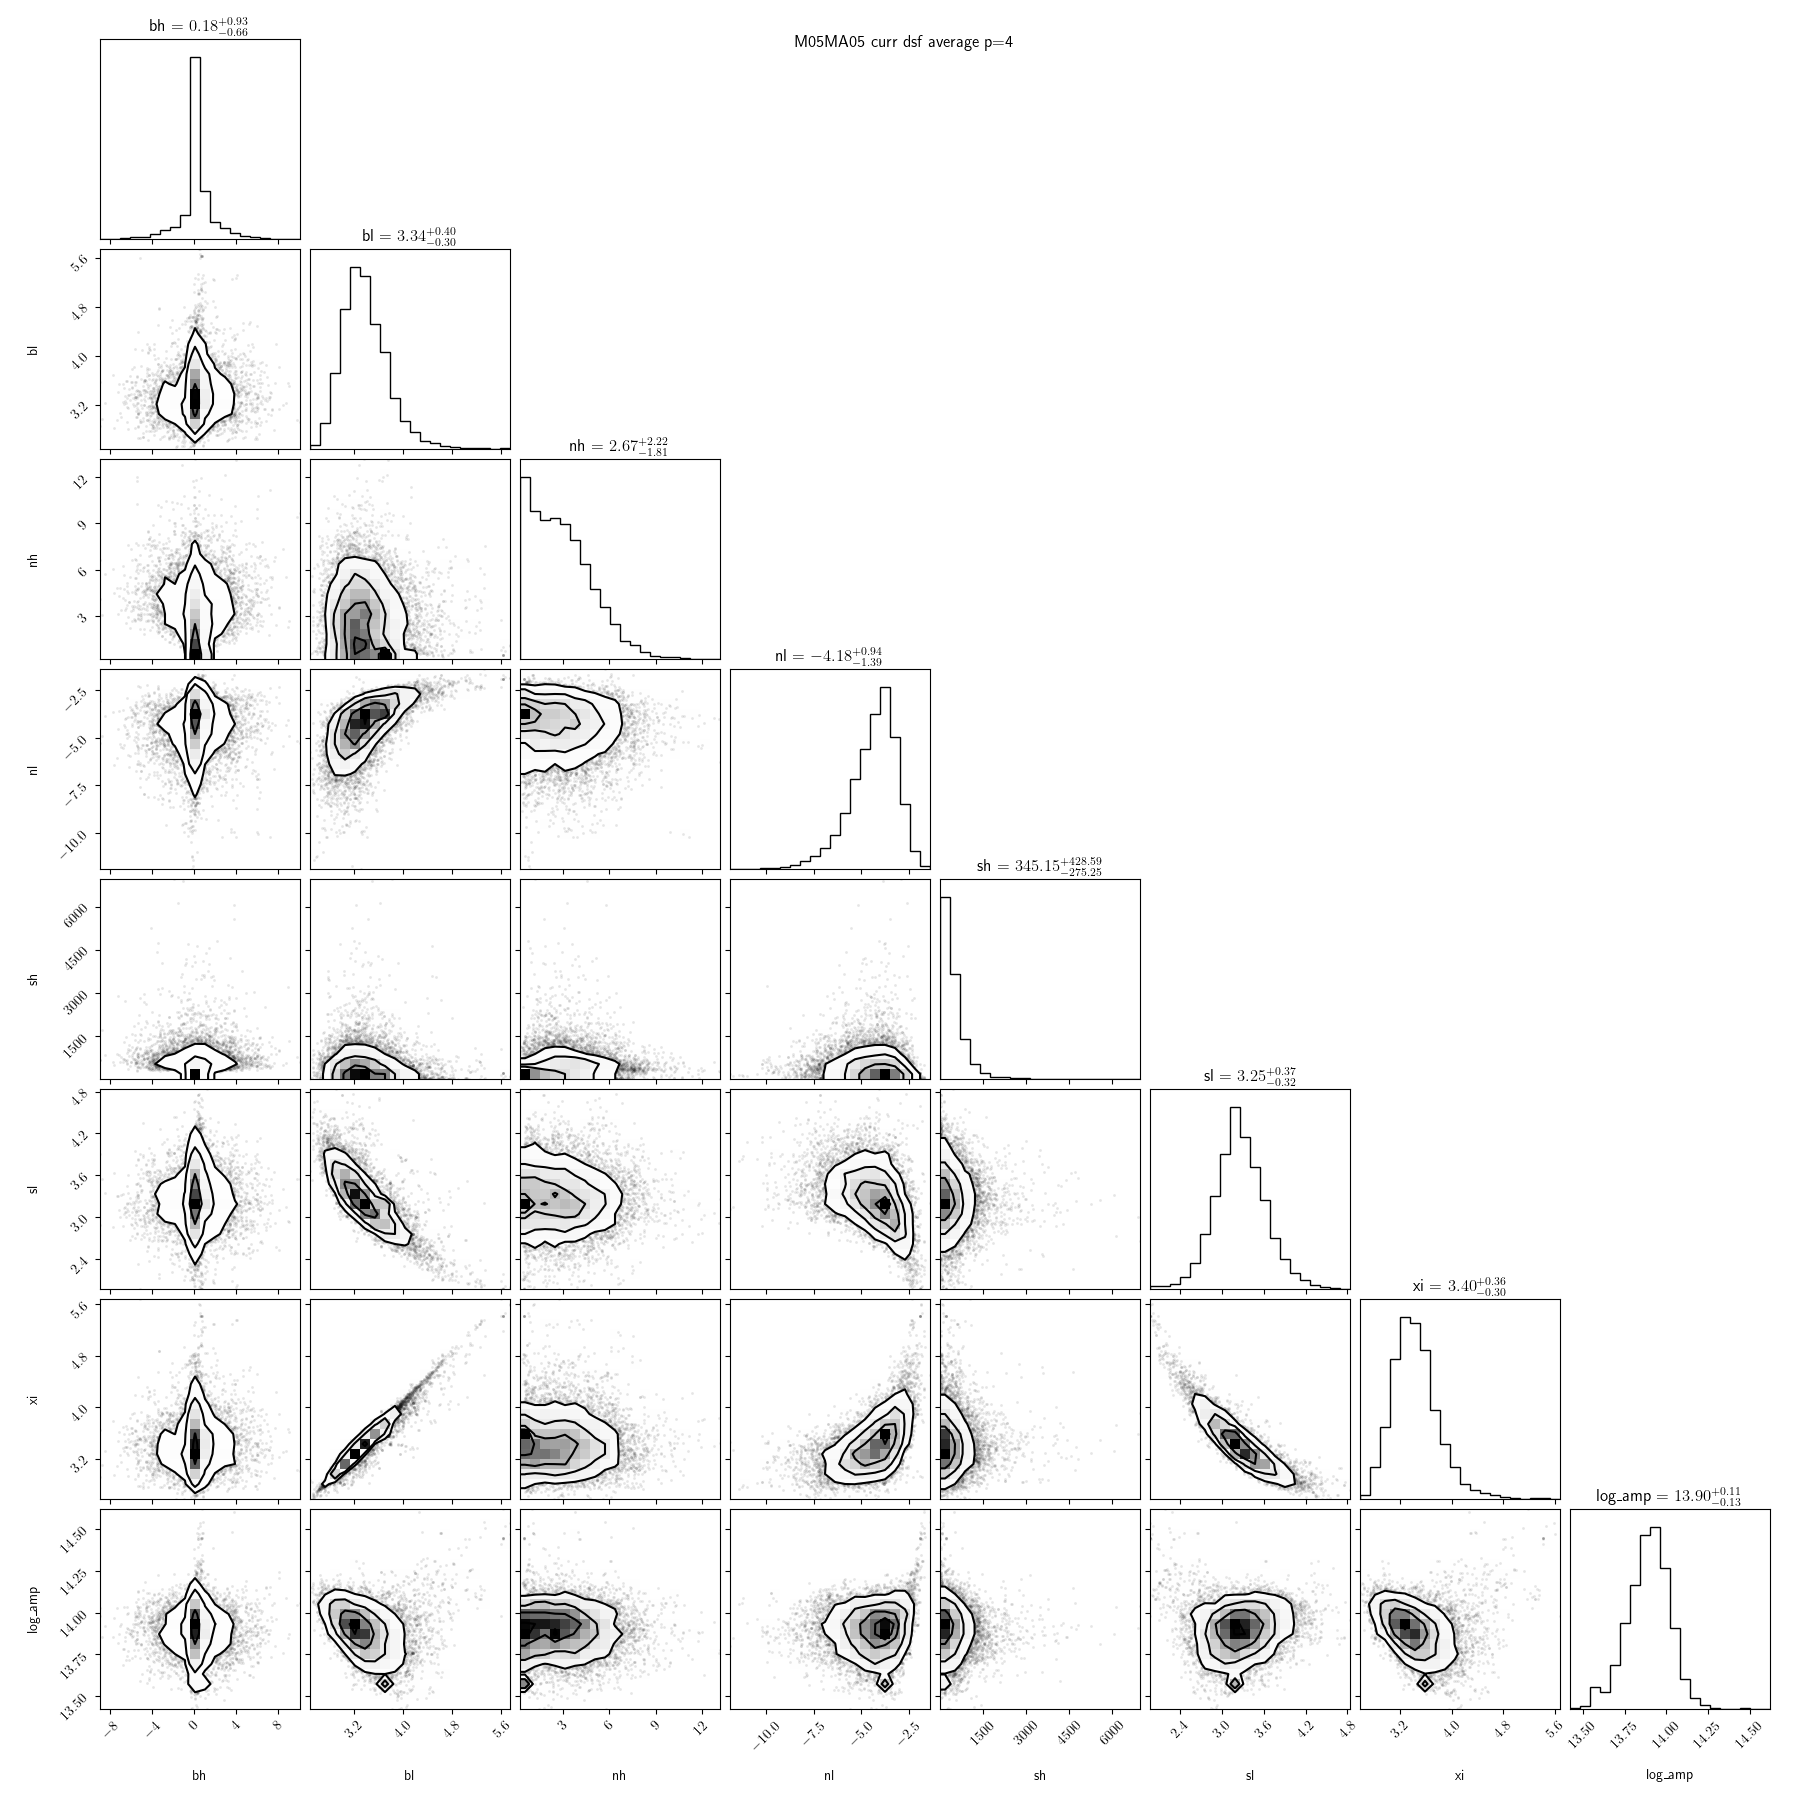 bh = 0.18+0.93−0.66
M05MA05 curr dsf average p=4
bl = 3.34+0.40−0.30
5.6
4.8
4.0
3.2
bl
nh = 2.67+2.22−1.81
12
9
6
3
nh
nl = −4.18+0.94−1.39
−2.5
−5.0
−7.5
−10.0
nl
sh = 345.15+428.59−275.25
6000
4500
3000
1500
sh
sl = 3.25+0.37−0.32
4.8
4.2
3.6
3.0
2.4
sl
xi = 3.40+0.36−0.30
5.6
4.8
4.0
3.2
xi
log_amp = 13.90+0.11−0.13
14.50
14.25
14.00
13.75
13.50
log_amp
−8 −4 0 4 8 3.2 4.0 4.8 5.6 3 6 9 12 −10.0 −7.5 −5.0 −2.5 1500 3000 4500 6000 2.4 3.0 3.6 4.2 4.8 3.2 4.0 4.8 5.6 13.50 13.75 14.00 14.25 14.50
bh bl nh nl sh sl xi log_amp